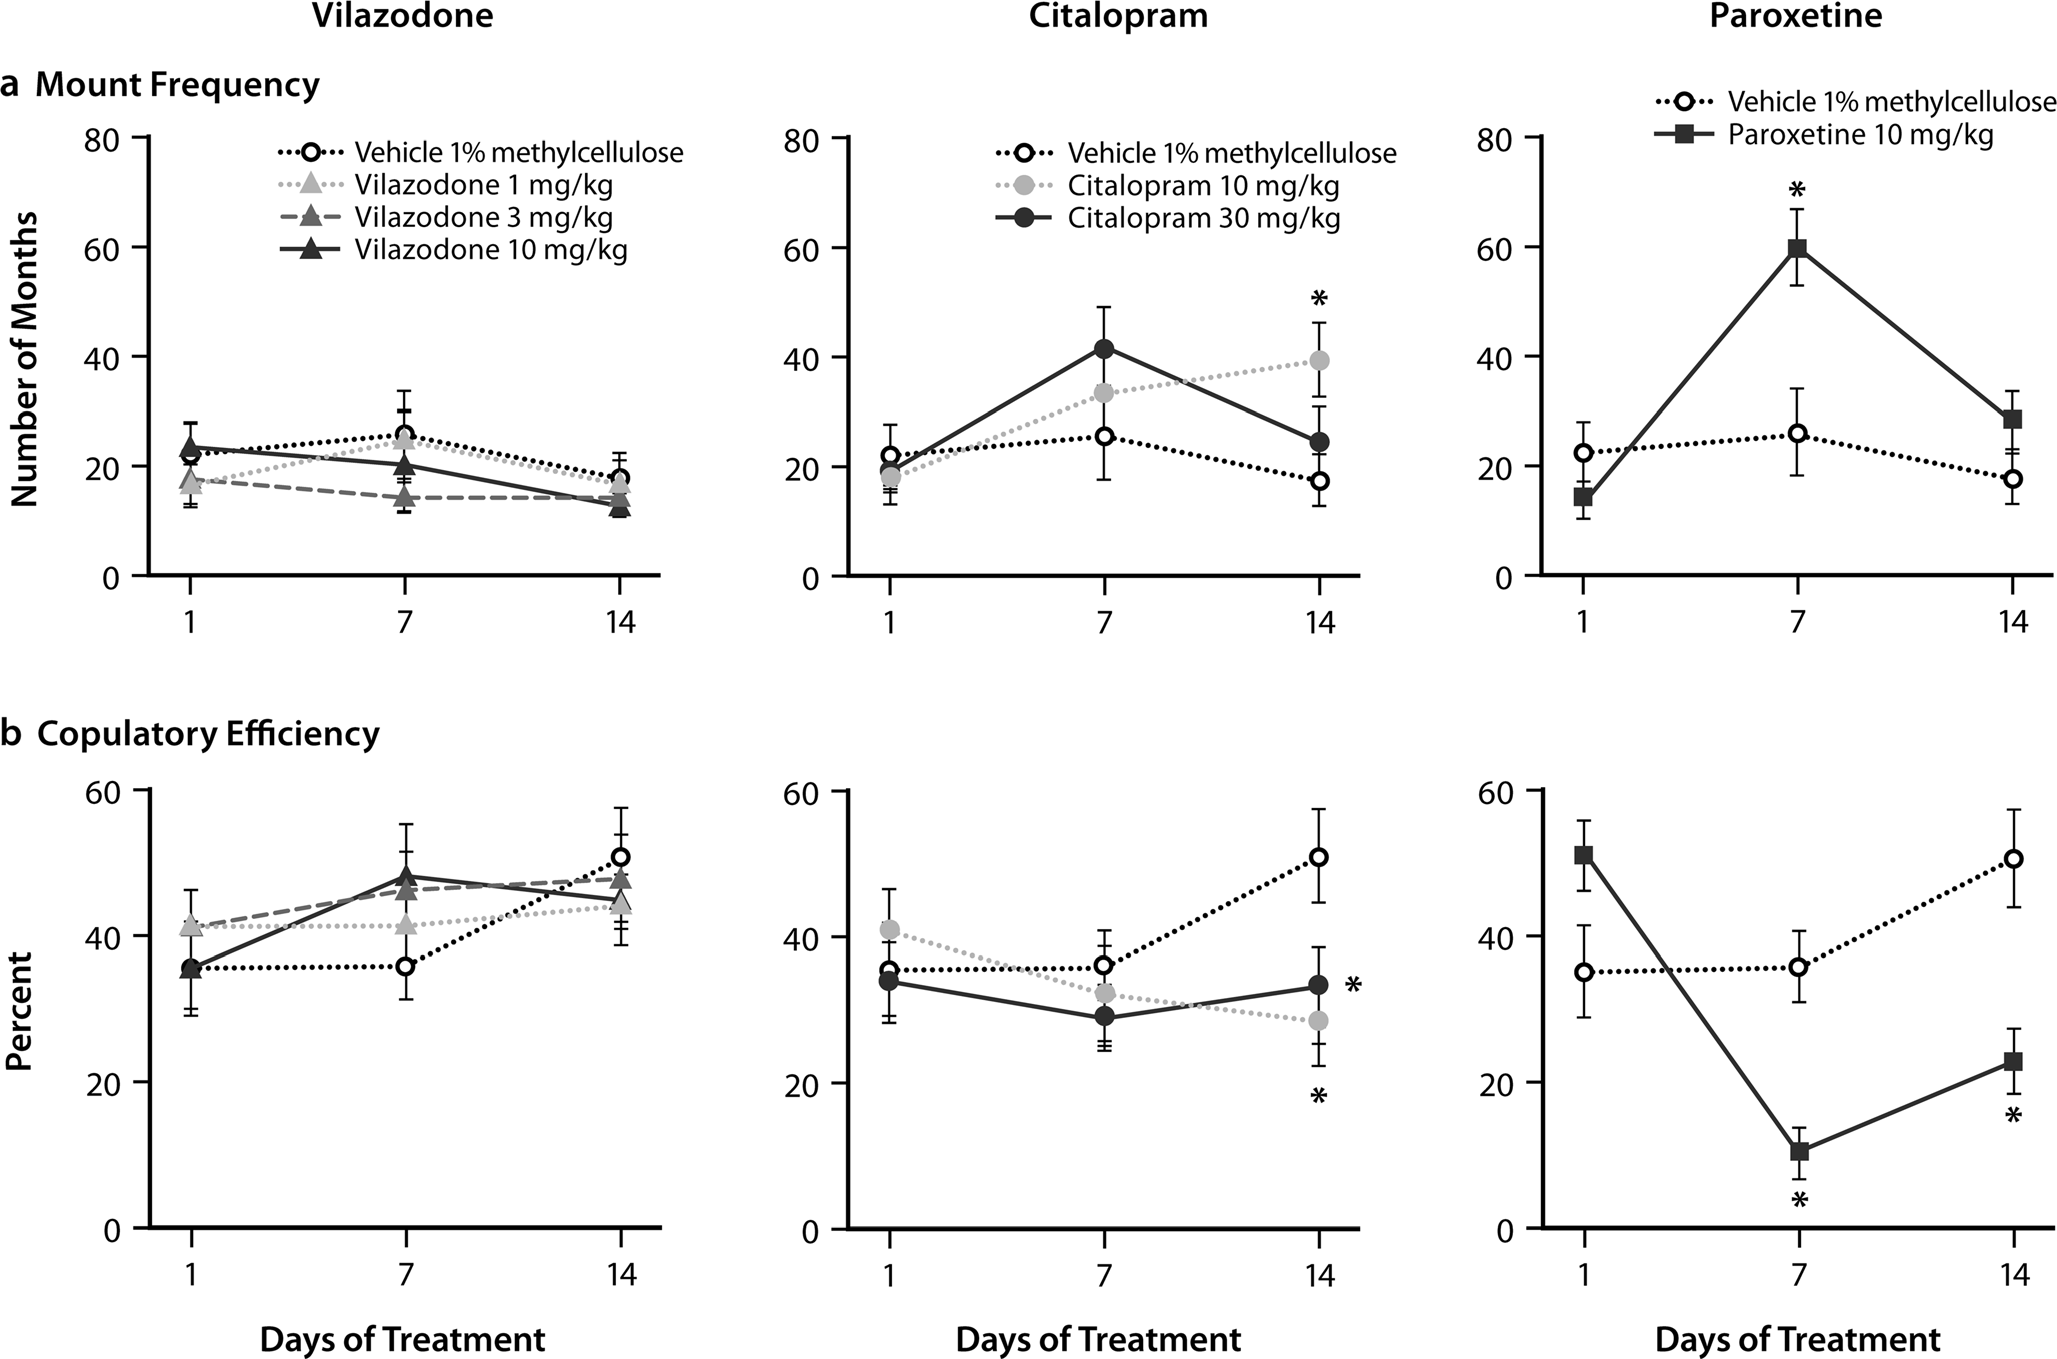 Vilazodone
Citalopram
Paroxetine
a Mount Frequency
Number of Months
80
60
40
20
0
1
7
14
Vehicle 1% methylcellulose
Vilazodone 1 mg/kg
Vilazodone 3 mg/kg
Vilazodone 10 mg/kg
80
60
40
20
0
1
7
14
Vehicle 1% methylcellulose
Citalopram 10 mg/kg
Citalopram 30 mg/kg
*
80
60
40
20
0
1
7
14
Vehicle 1% methylcellulose
Paroxetine 10 mg/kg
*
b Copulatory Efficiency
Percent
60
40
20
0
1
7
14
Days of Treatment
60
40
20
0
1
7
14
*
*
Days of Treatment
60
40
20
0
1
7
14
*
*
Days of Treatment